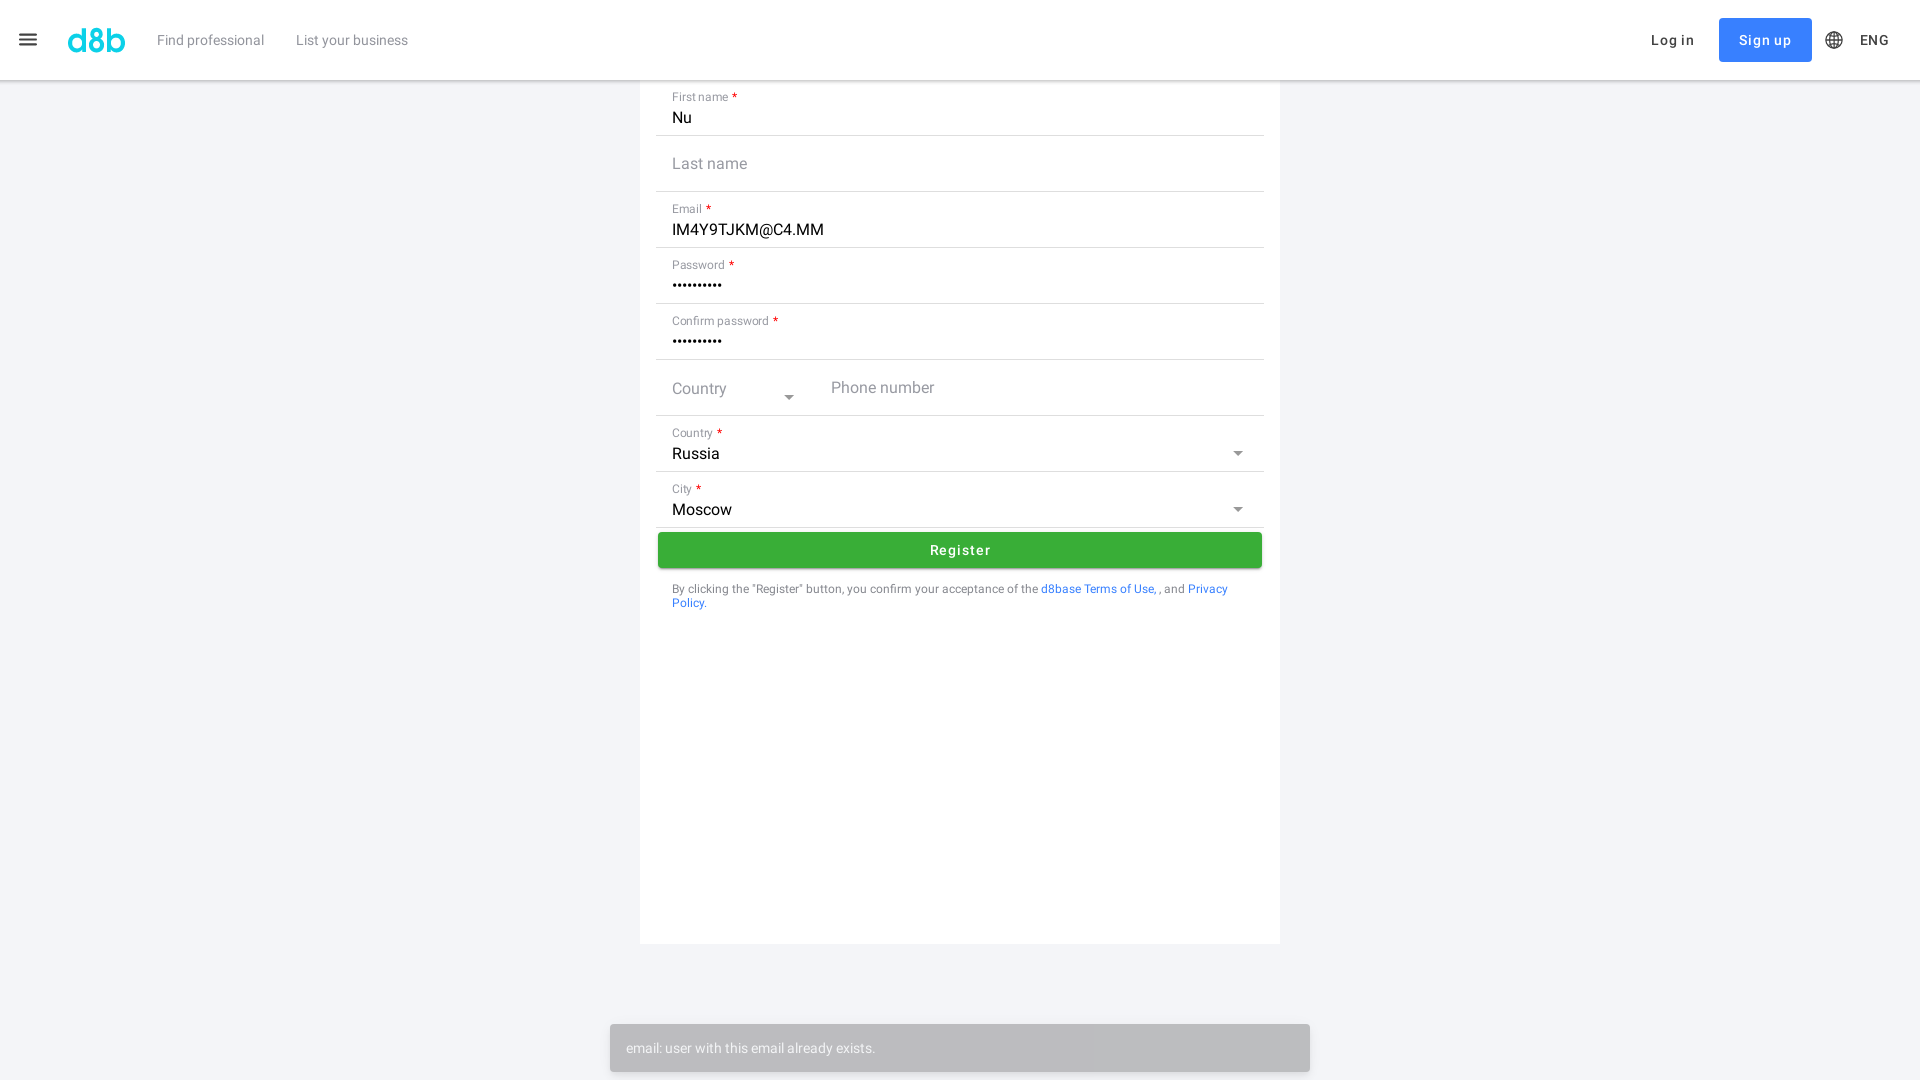 d8b
Find professional
List your business
Log in
Sign up
ENG
First name *
Nu
Last name
Email *
IM4Y9TJKM@C4.MM
Password *
••••••••••
Confirm password *
••••••••••
Country
Phone number
Country *
Russia
City *
Moscow
Register
By clicking the "Register" button, you confirm your acceptance of the d8base Terms of Use, , and Privacy
Policy.
email: user with this email already exists.